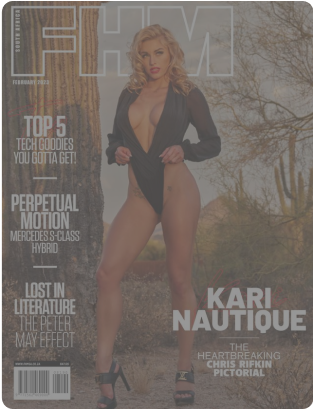 SOUTH AFRICA
FHM
FEBRUARY 2023
TOP 5
TECH GOODIES
YOU GOTTA GET!
PERPETUAL
MOTION
MERCEDES S-CLASS
HYBRID
LOST IN
LITERATURE
THE PETER
MAY EFFECT
KARI
NAUTIQUE
THE
HEARTBREAKING
CHRIS RIFKIN
PICTORIAL